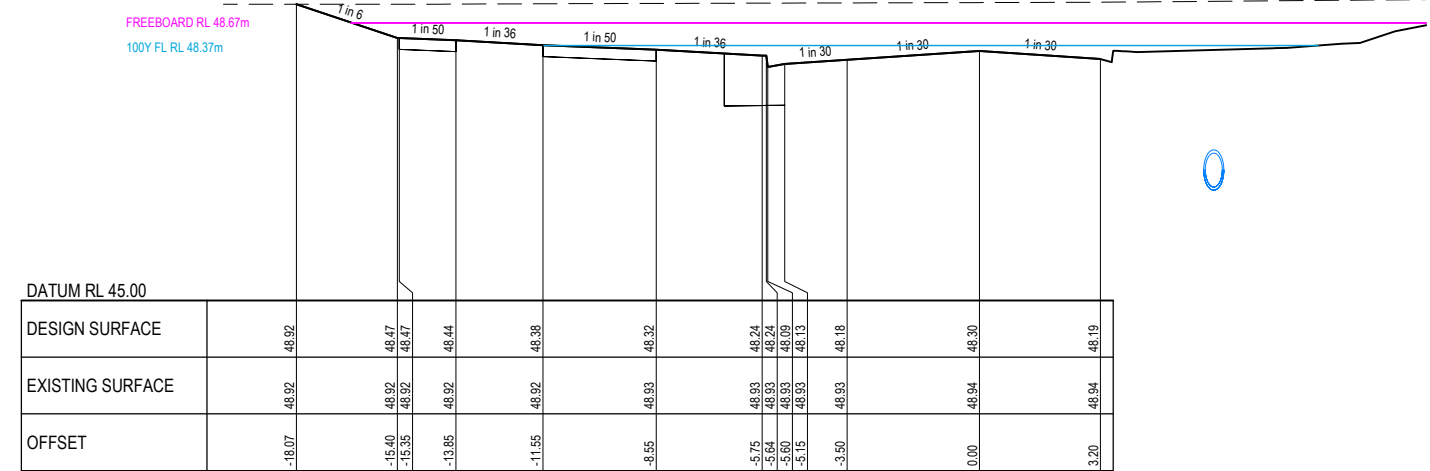 1 in 6
FREEBOARD RL 48.67m
1 in 50
1 in 36
1 in 50
1 in 36
1 in 30
1 in 30
1 in 30
100Y FL RL 48.37m
DATUM RL 45.00
DESIGN SURFACE 48.92 48.47 48.47 48.44 48.38 48.32 48.24 48.24 48.09 48.13 48.18 48.30 48.19
EXISTING SURFACE 48.92 48.92 48.92 48.92 48.92 48.93 48.93 48.93 48.93 48.93 48.93 48.94 48.94
OFFSET -18.07 -15.40 -15.35 -13.85 -11.55 -8.55 -5.75 -5.64 -5.60 -5.15 -3.50 0.00 3.20